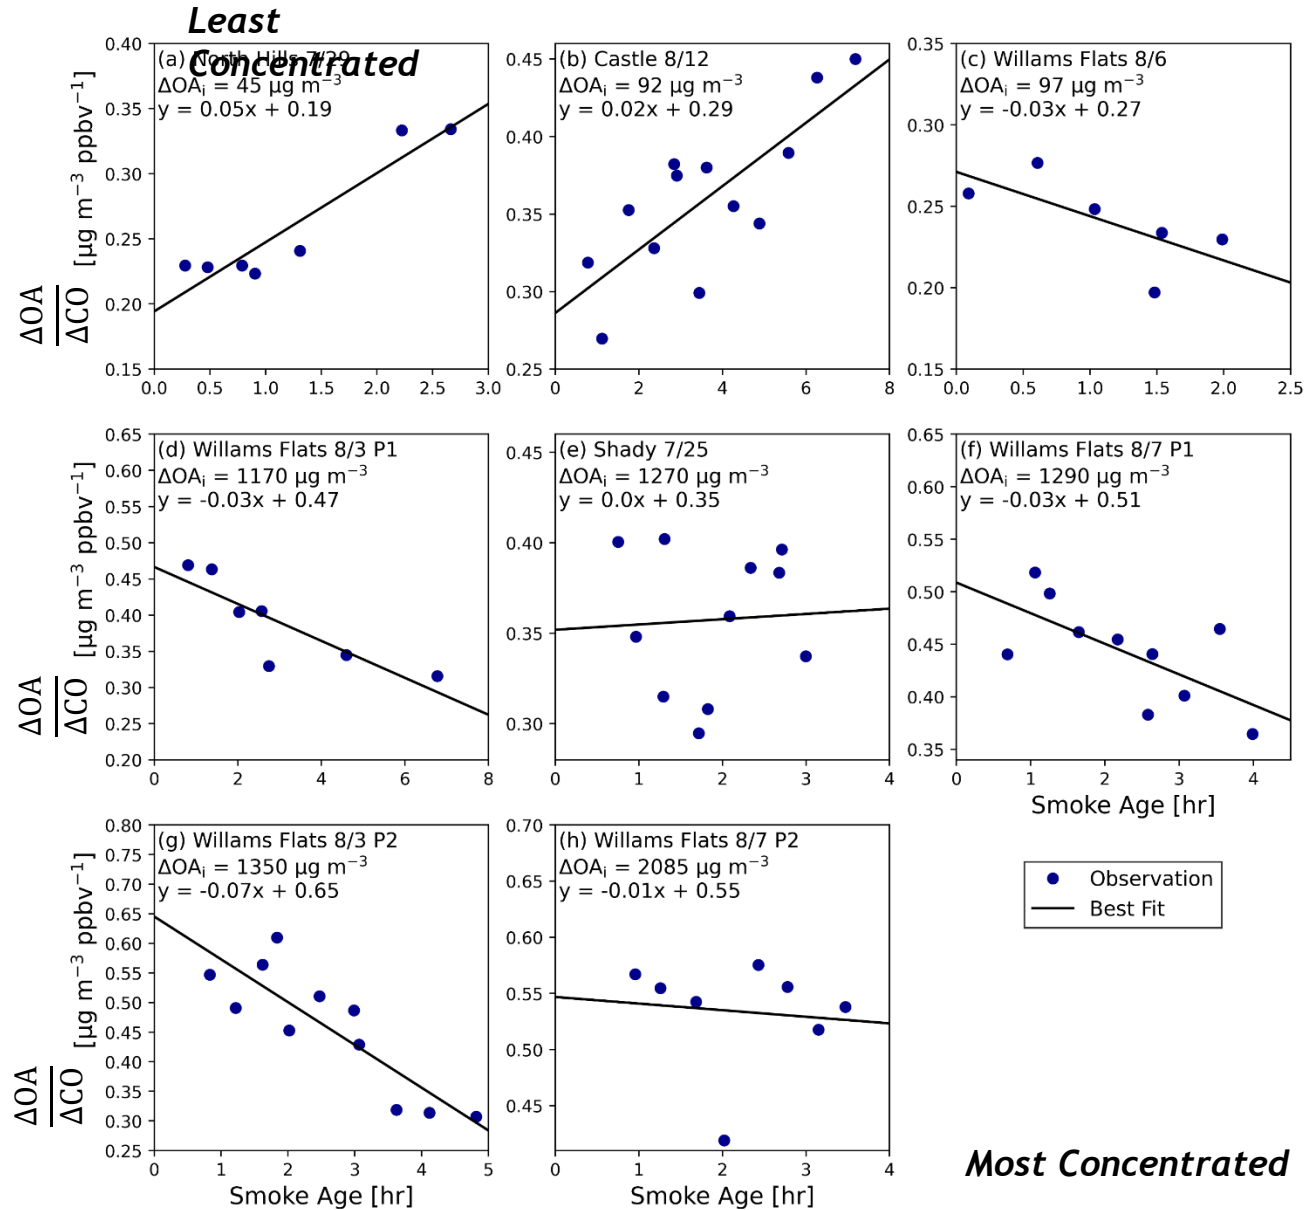 Least
Concentrated
(a) North Hills 7/29
ΔOAᵢ = 45 μg m⁻³
y = 0.05x + 0.19
0.40
0.35
0.30
0.25
0.20
0.15
0.0 0.5 1.0 1.5 2.0 2.5 3.0
ΔOA
ΔCO
[μg m⁻³ ppbv⁻¹]
(b) Castle 8/12
ΔOAᵢ = 92 μg m⁻³
y = 0.02x + 0.29
0.45
0.40
0.35
0.30
0.25
0 2 4 6 8
(c) Willams Flats 8/6
ΔOAᵢ = 97 μg m⁻³
y = -0.03x + 0.27
0.35
0.30
0.25
0.20
0.15
0.0 0.5 1.0 1.5 2.0 2.5
(d) Willams Flats 8/3 P1
ΔOAᵢ = 1170 μg m⁻³
y = -0.03x + 0.47
0.65
0.60
0.55
0.50
0.45
0.40
0.35
0.30
0.25
0.20
0 2 4 6 8
ΔOA
ΔCO
[μg m⁻³ ppbv⁻¹]
(e) Shady 7/25
ΔOAᵢ = 1270 μg m⁻³
y = 0.0x + 0.35
0.45
0.40
0.35
0.30
0 1 2 3 4
(f) Willams Flats 8/7 P1
ΔOAᵢ = 1290 μg m⁻³
y = -0.03x + 0.51
0.65
0.60
0.55
0.50
0.45
0.40
0.35
0 1 2 3 4
Smoke Age [hr]
(g) Willams Flats 8/3 P2
ΔOAᵢ = 1350 μg m⁻³
y = -0.07x + 0.65
0.80
0.75
0.70
0.65
0.60
0.55
0.50
0.45
0.40
0.35
0.30
0.25
0 1 2 3 4 5
Smoke Age [hr]
ΔOA
ΔCO
[μg m⁻³ ppbv⁻¹]
(h) Willams Flats 8/7 P2
ΔOAᵢ = 2085 μg m⁻³
y = -0.01x + 0.55
0.70
0.65
0.60
0.55
0.50
0.45
0 1 2 3 4
Smoke Age [hr]
Observation
Best Fit
Most Concentrated